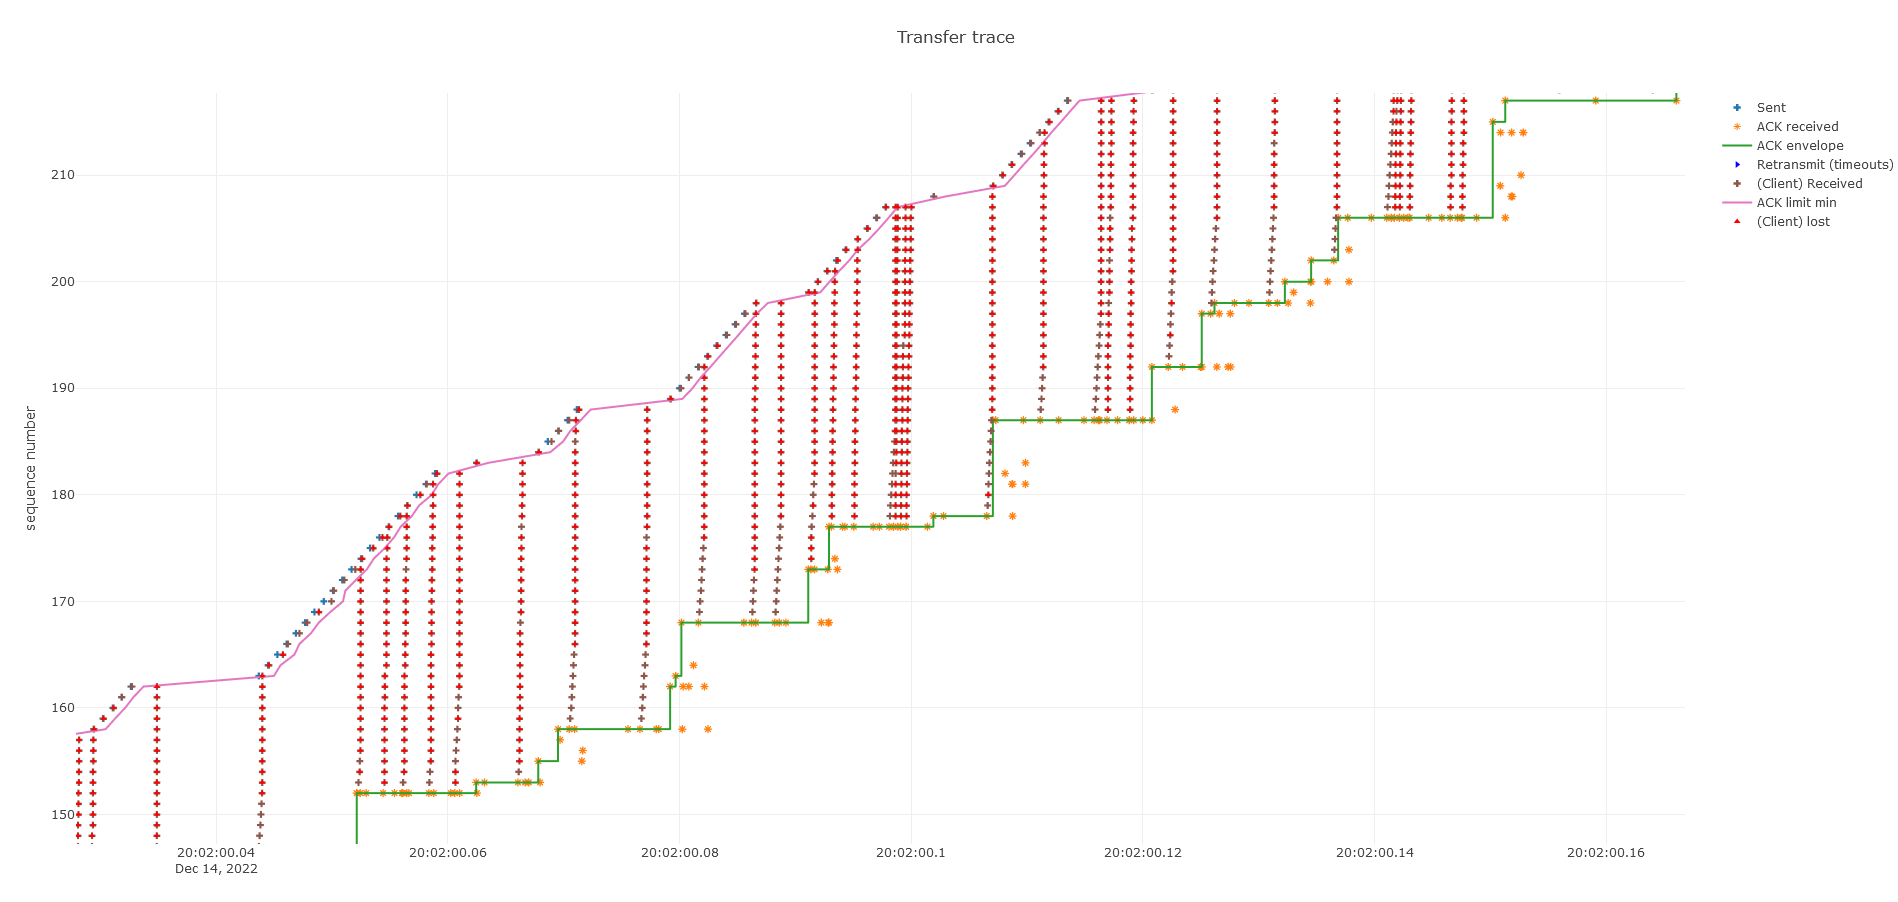 Transfer trace
Sent
ACK received
ACK envelope
Retransmit (timeouts)
(Client) Received
ACK limit min
(Client) lost
sequence number
210
200
190
180
170
160
150
20:02:00.04
Dec 14, 2022
20:02:00.06
20:02:00.08
20:02:00.1
20:02:00.12
20:02:00.14
20:02:00.16